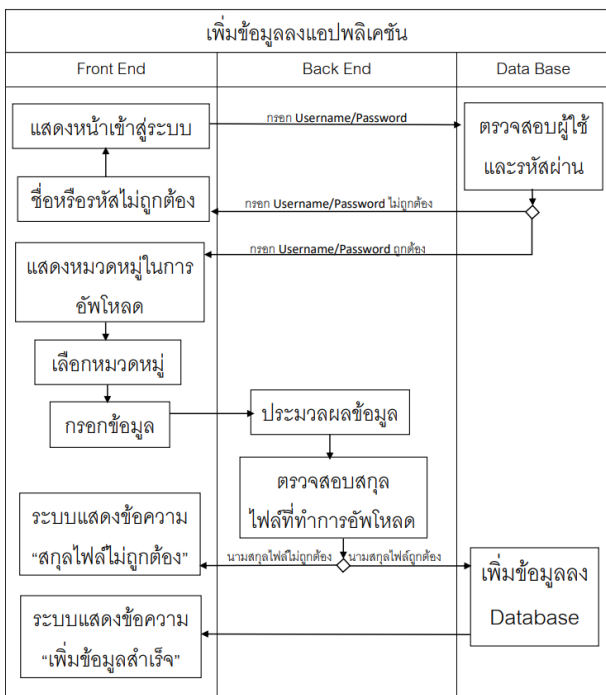 เพิ่มข้อมูลลงแอปพลิเคชัน
Front End
Back End
Data Base
แสดงหน้าเข้าสู่ระบบ
กรอก Username/Password
ตรวจสอบผู้ใช้
และรหัสผ่าน
ชื่อหรือรหัสไม่ถูกต้อง
กรอก Username/Password ไม่ถูกต้อง
กรอก Username/Password ถูกต้อง
แสดงหมวดหมู่ในการ
อัพโหลด
เลือกหมวดหมู่
กรอกข้อมูล
ประมวลผลข้อมูล
ตรวจสอบสกุล
ไฟล์ที่ทำการอัพโหลด
ระบบแสดงข้อความ
“สกุลไฟล์ไม่ถูกต้อง”
นามสกุลไฟล์ไม่ถูกต้อง
นามสกุลไฟล์ถูกต้อง
เพิ่มข้อมูลลง
Database
ระบบแสดงข้อความ
“เพิ่มข้อมูลสำเร็จ”